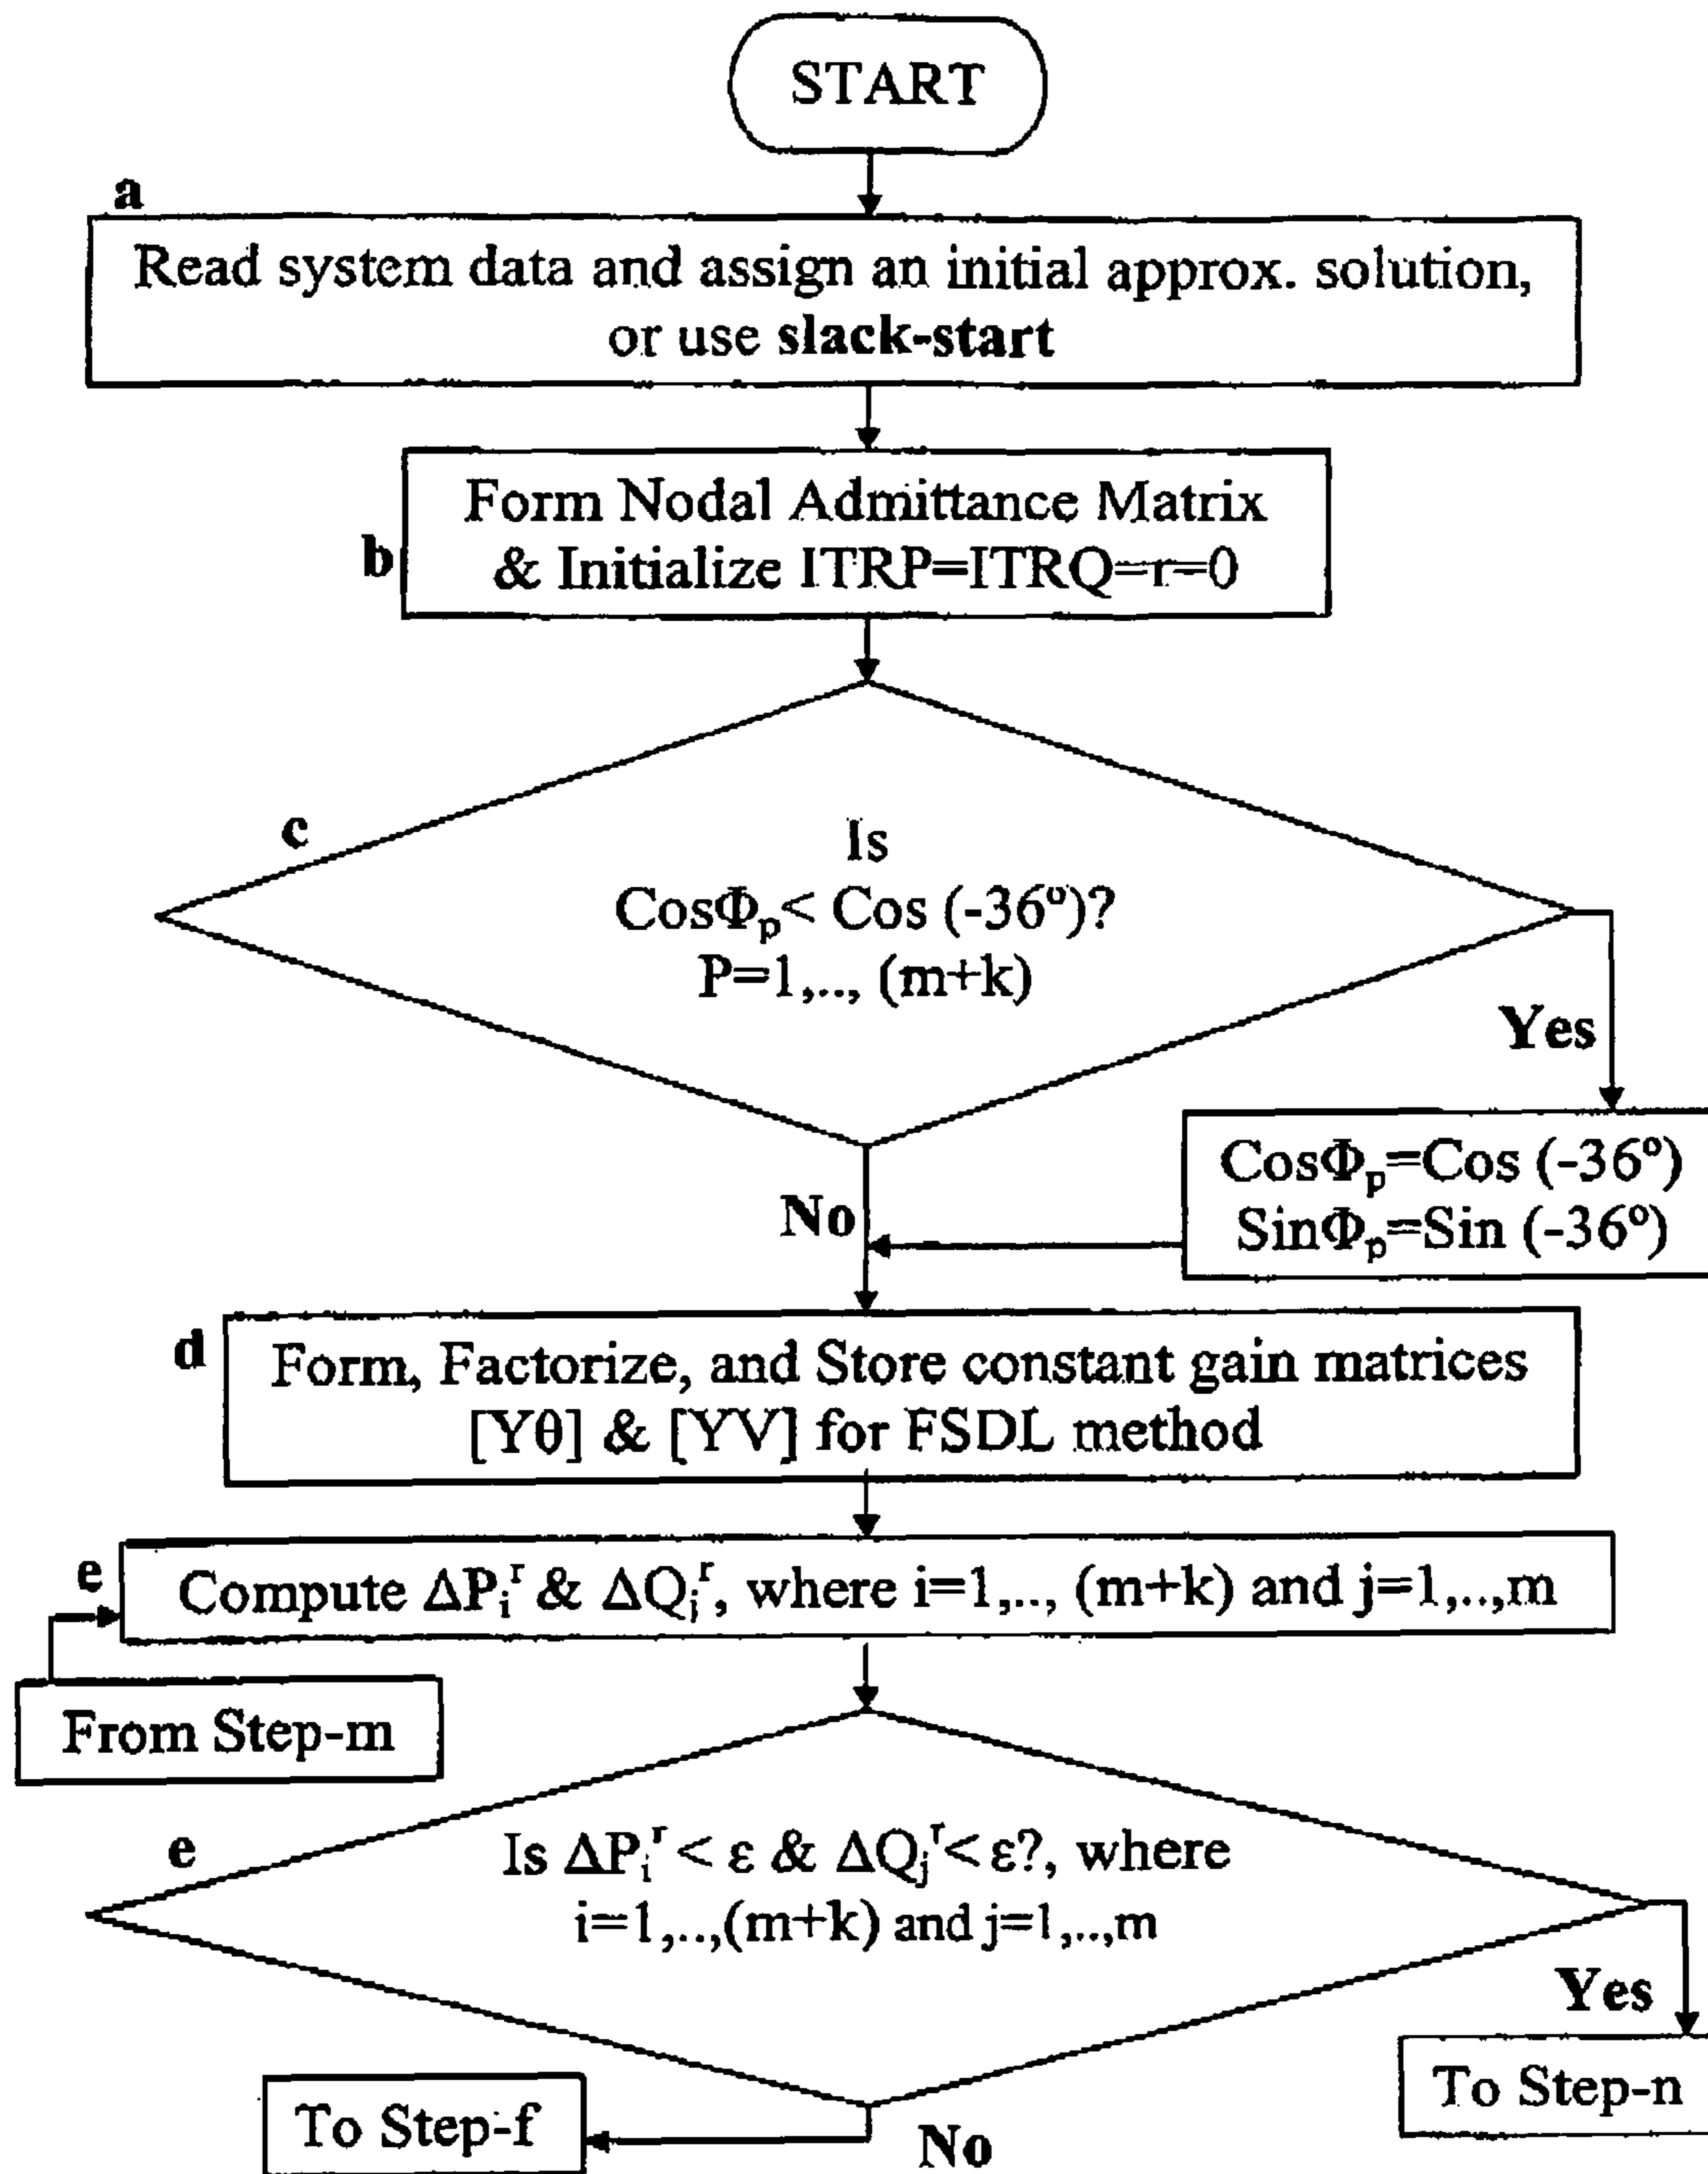 START
a
Read system data and assign an initial approx. solution,
or use slack-start
Form Nodal Admittance Matrix
b
& Initialize ITRP=ITRQ=r=0
c
Is
CosΦp< Cos (-36º)?
P=1,.., (m+k)
Yes
CosΦp=Cos (-36º)
SinΦp=Sin (-36º)
No
d
Form, Factorize, and Store constant gain matrices
[Yθ] & [YV] for FSDL method
e
Compute ΔPiʳ & ΔQjʳ, where i=1,.., (m+k) and j=1,..,m
From Step-m
e
Is ΔPiʳ < ε & ΔQjʳ< ε?, where
i=1,..,(m+k) and j=1,..,m
Yes
To Step-n
To Step-f
No